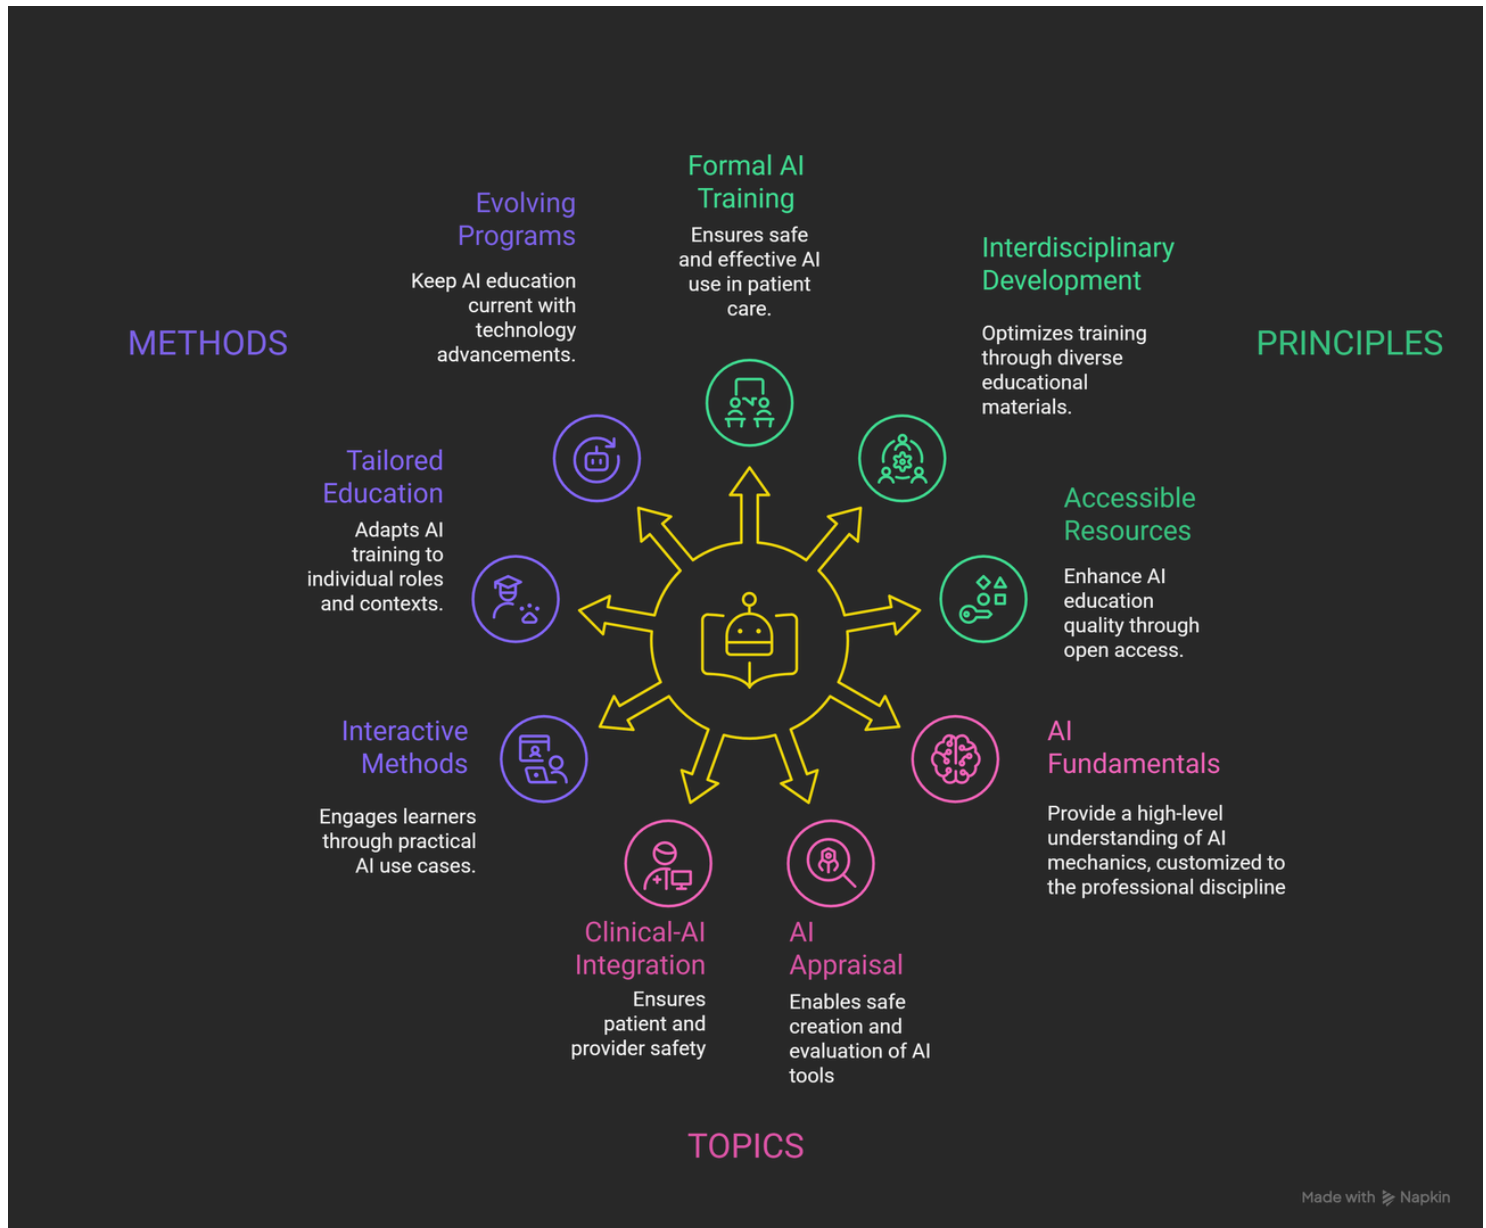 Formal AI
Training
Ensures safe
and effective AI
use in patient
care.
Interdisciplinary
Development
Optimizes training
through diverse
educational
materials.
PRINCIPLES
Accessible
Resources
Enhance AI
education
quality through
open access.
AI
Fundamentals
Provide a high-level
understanding of AI
mechanics, customized to
the professional discipline
AI
Appraisal
Enables safe
creation and
evaluation of AI
tools
TOPICS
Clinical-AI
Integration
Ensures
patient and
provider safety
Interactive
Methods
Engages learners
through practical
AI use cases.
Tailored
Education
Adapts AI
training to
individual roles
and contexts.
METHODS
Evolving
Programs
Keep AI education
current with
technology
advancements.
Made with Napkin